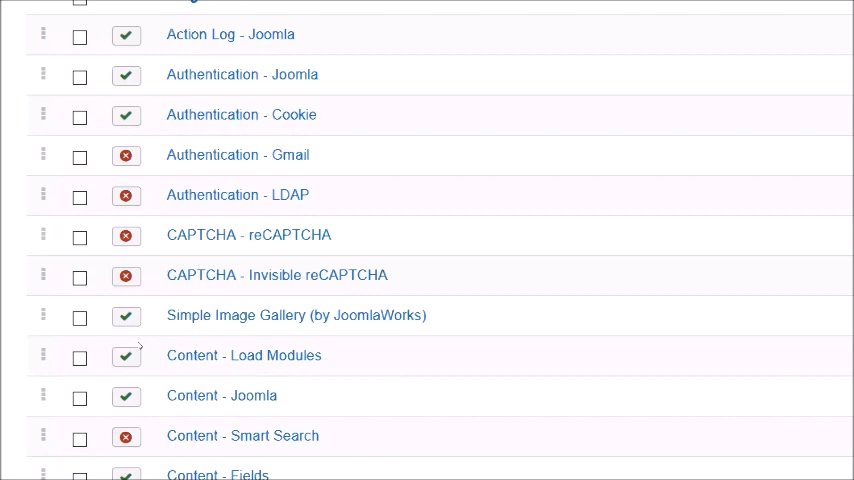 Action Log - Joomla
Authentication - Joomla
Authentication - Cookie
Authentication - Gmail
Authentication - LDAP
CAPTCHA - reCAPTCHA
CAPTCHA - Invisible reCAPTCHA
Simple Image Gallery (by JoomlaWorks)
Content - Load Modules
Content - Joomla
Content - Smart Search
Content - Fields